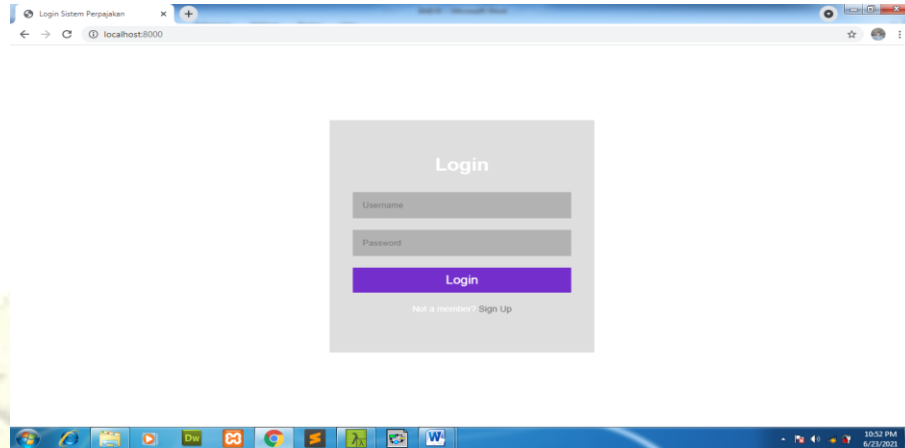 Login Sistem Perpajakan
localhost:8000
Login
Username
Password
Login
Not a member? Sign Up
Dw
W
10:52 PM
6/23/2021